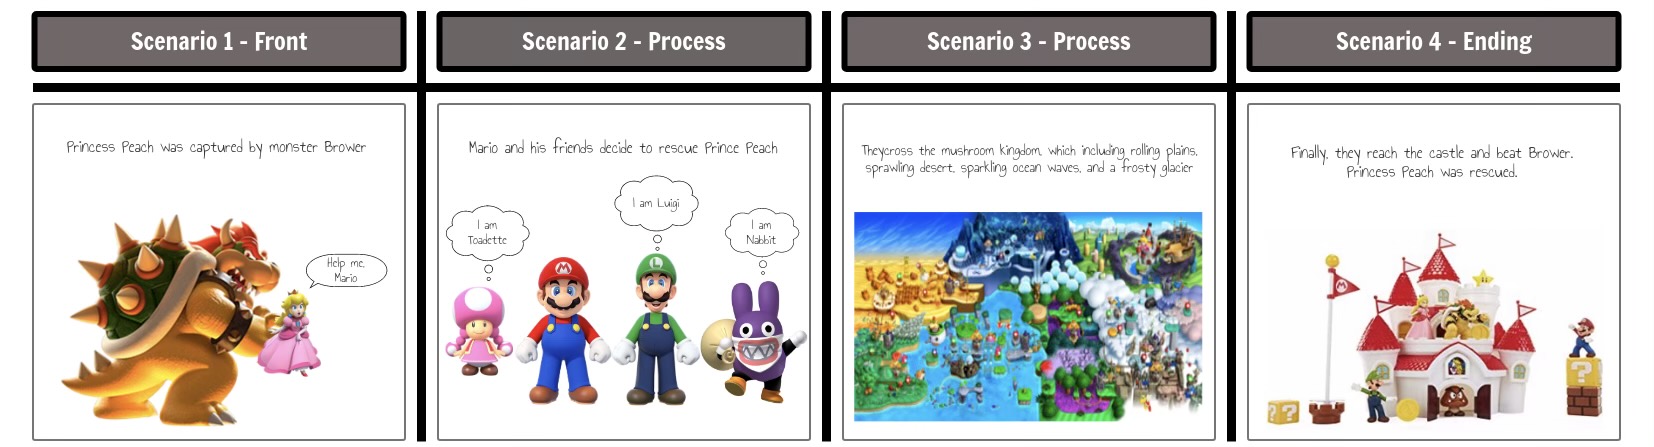 Scenario 1 - Front
Scenario 2 - Process
Scenario 3 - Process
Scenario 4 - Ending
Princess Peach was captured by monster Brower
Help me,
Mario
Mario and his friends decide to rescue Prince Peach
I am
Toadette
I am Luigi
I am
Nabbit
M
L
Theycross the mushroom kingdom, which including rolling plains,
sprawling desert, sparkling ocean waves, and a frosty glacier
Finally, they reach the castle and beat Brower.
Princess Peach was rescued.
M
?
?